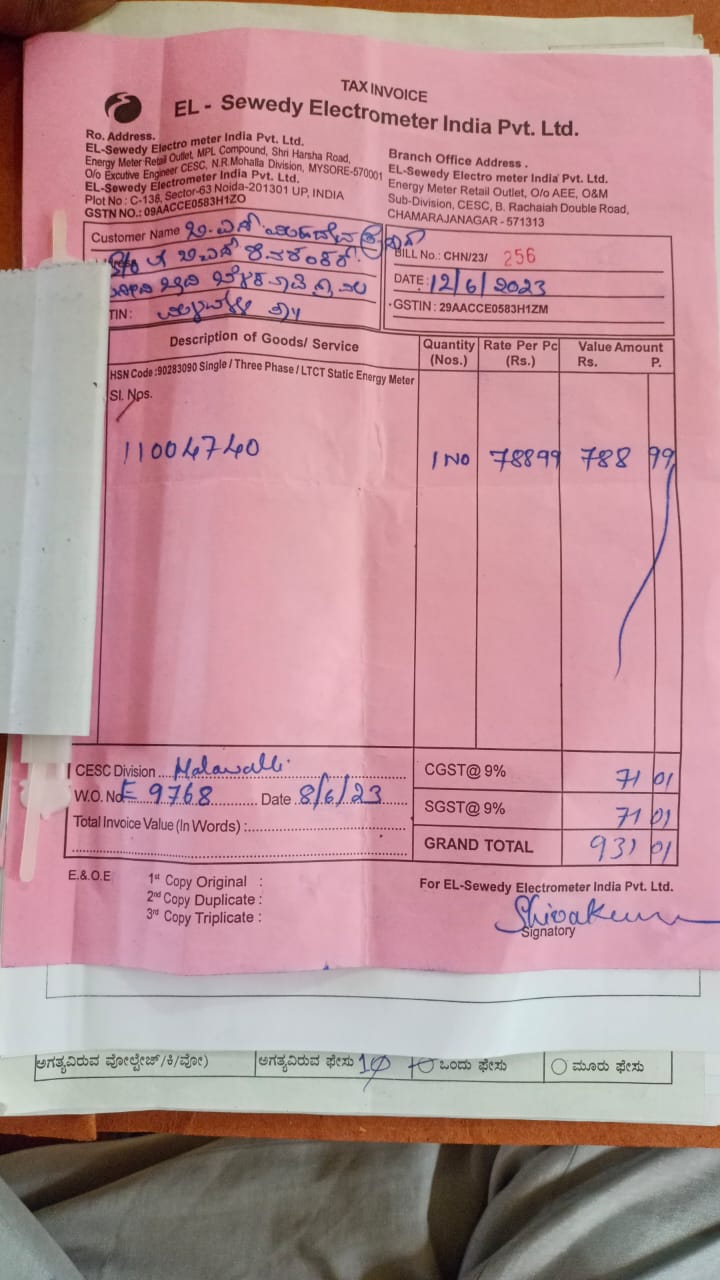 TAX INVOICE
EL - Sewedy Electrometer India Pvt. Ltd.
Ro. Address.
EL-Sewedy Electro meter India Pvt. Ltd.
Energy Meter Retail Outlet, MPL Compound, Shri Harsha Road,
O/o Excutive Engineer CESC, N.R.Mohalla Division, MYSORE-570001
EL-Sewedy Electrometer India Pvt. Ltd.
Plot No : C-138, Sector-63 Noida-201301 UP, INDIA
GSTN NO.: 09AACCE0583H1ZO
Branch Office Address .
EL-Sewedy Electro meter India Pvt. Ltd.
Energy Meter Retail Outlet, O/o AEE, O&M
Sub-Division, CESC, B. Rachaiah Double Road,
CHAMARAJANAGAR - 571313
Customer Name
TIN :
BILL No.: CHN/23/ 256
DATE : 12/6/2023
GSTIN : 29AACCE0583H1ZM
Description of Goods/ Service Quantity (Nos.) Rate Per Pc (Rs.) Value Amount Rs. P.
HSN Code :90283090 Single / Three Phase / LTCT Static Energy Meter
Sl. Nos.
11004740 1 NO 78899 788 99
CESC Division Malavalli
W.O. No E 9768 Date 8/6/23
Total Invoice Value (In Words) :
CGST@ 9% 71 01
SGST@ 9% 71 01
GRAND TOTAL 931 01
E.& O.E
1st Copy Original :
2nd Copy Duplicate :
3rd Copy Triplicate :
For EL-Sewedy Electrometer India Pvt. Ltd.
Shivakum
Signatory
ಅಗತ್ಯವಿರುವ ವೋಲ್ಟೇಜ್/ಕಿ/ವೋ) ಅಗತ್ಯವಿರುವ ಫೇಸು 1φ ಒಂದು ಫೇಸು ಮೂರು ಫೇಸು